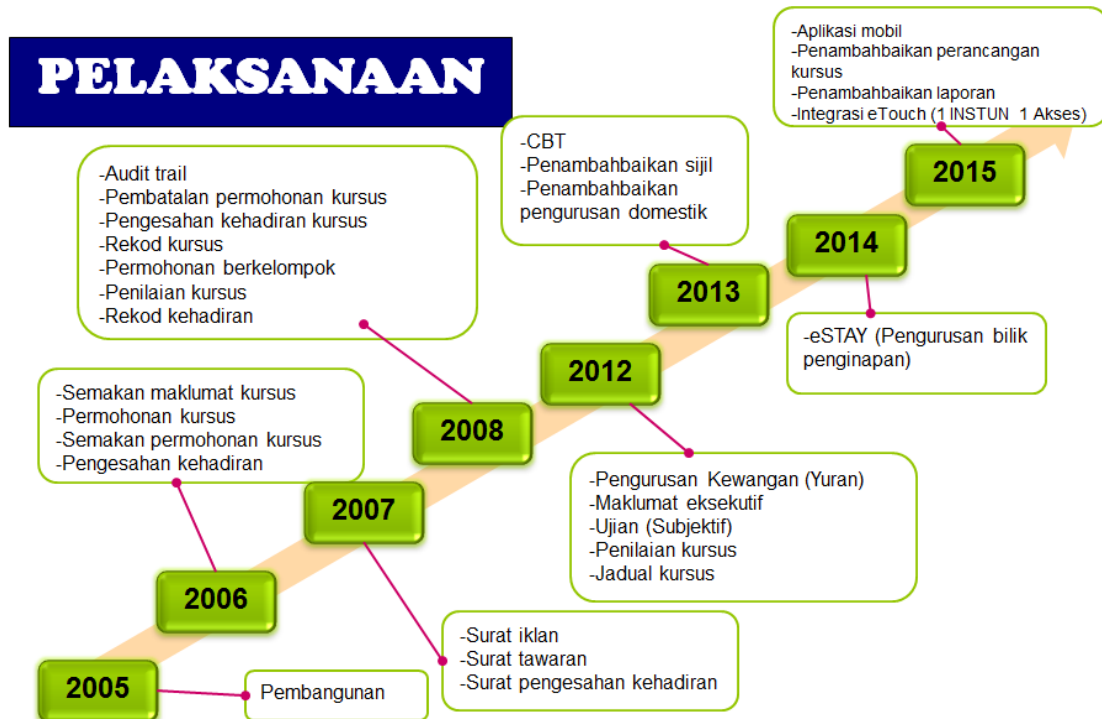 PELAKSANAAN
-Aplikasi mobil
-Penambahbaikan perancangan
kursus
-Penambahbaikan laporan
-Integrasi eTouch (1 INSTUN 1 Akses)
2015
-CBT
-Penambahbaikan sijil
-Penambahbaikan
pengurusan domestik
2013
2014
-eSTAY (Pengurusan bilik
penginapan)
-Audit trail
-Pembatalan permohonan kursus
-Pengesahan kehadiran kursus
-Rekod kursus
-Permohonan berkelompok
-Penilaian kursus
-Rekod kehadiran
2008
2012
-Pengurusan Kewangan (Yuran)
-Maklumat eksekutif
-Ujian (Subjektif)
-Penilaian kursus
-Jadual kursus
-Semakan maklumat kursus
-Permohonan kursus
-Semakan permohonan kursus
-Pengesahan kehadiran
2006
2007
-Surat iklan
-Surat tawaran
-Surat pengesahan kehadiran
2005
Pembangunan